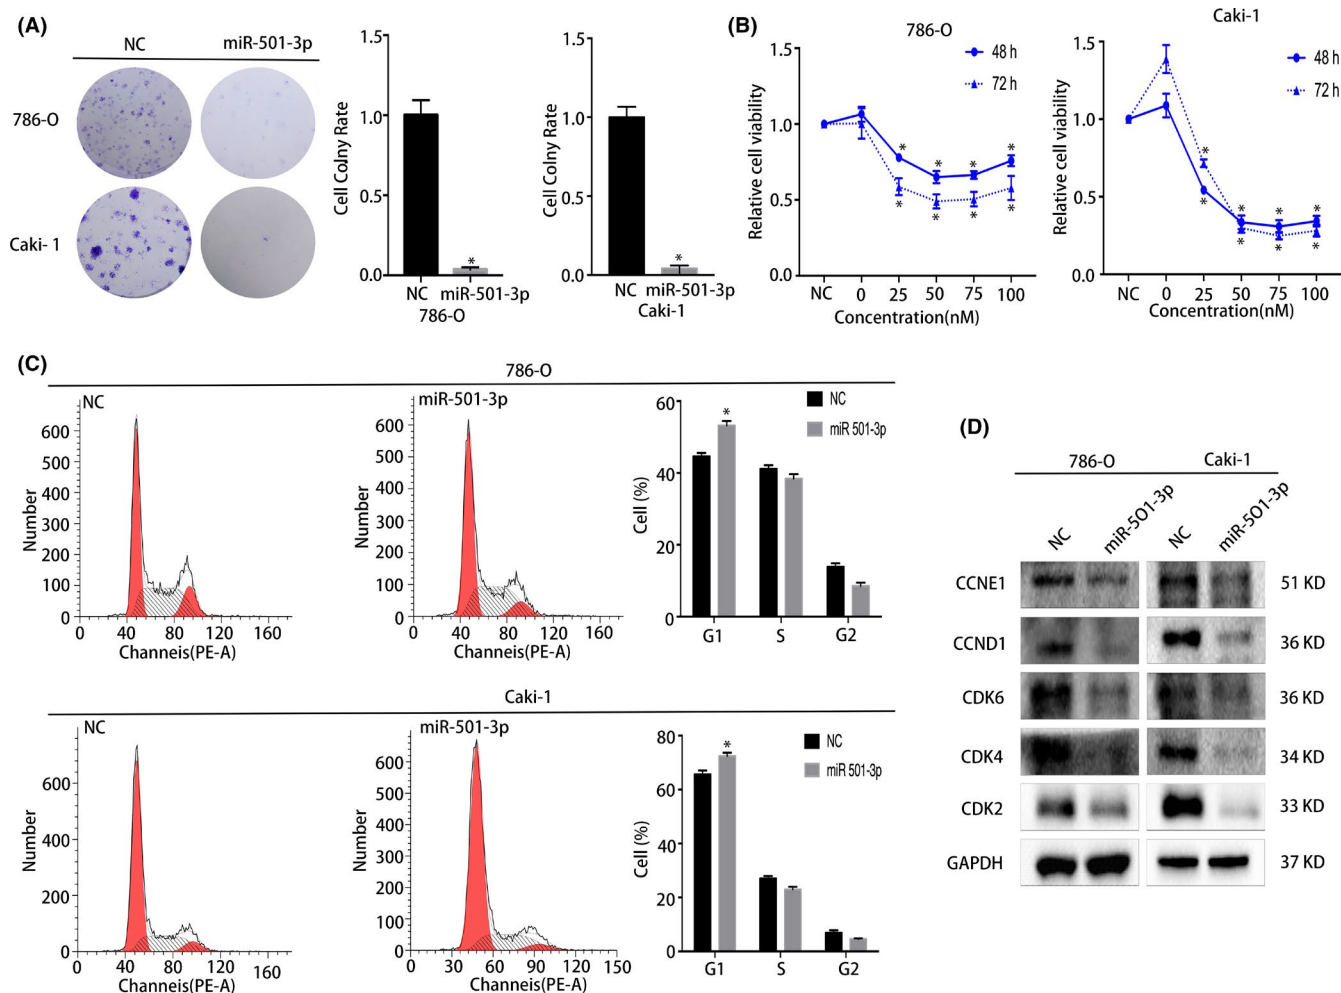 (A)
NC miR-501-3p
786-O
Caki- 1
Cell Colny Rate
1.5
1.0
0.5
0.0
*
NC miR-501-3p
786-O
Cell Colny Rate
1.5
1.0
0.5
0.0
*
NC miR-501-3p
Caki-1
(B)
786-O
48 h
72 h
Relative cell viability
1.5
1.0
0.5
0.0
* * * *
* * * *
NC 0 25 50 75 100
Concentration(nM)
Caki-1
48 h
72 h
Relative cell viability
1.5
1.0
0.5
0.0
* * * *
* * * *
NC 0 25 50 75 100
Concentration(nM)
(C)
786-O
NC
Number
600
500
400
300
200
100
0
0 40 80 120 160
Channeis(PE-A)
miR-501-3p
Number
600
500
400
300
200
100
0
0 40 80 120 160
Channeis(PE-A)
NC
miR 501-3p
Cell (%)
60
40
20
0
*
G1 S G2
Caki-1
NC
Number
600
400
200
0
0 40 80 120 160
Channeis(PE-A)
miR-501-3p
Number
600
500
400
300
200
100
0
0 30 60 90 120 150
Channeis(PE-A)
NC
miR 501-3p
Cell (%)
80
60
40
20
0
*
G1 S G2
(D)
786-O Caki-1
NC miR-5O1-3p NC miR-5O1-3p
CCNE1 51 KD
CCND1 36 KD
CDK6 36 KD
CDK4 34 KD
CDK2 33 KD
GAPDH 37 KD